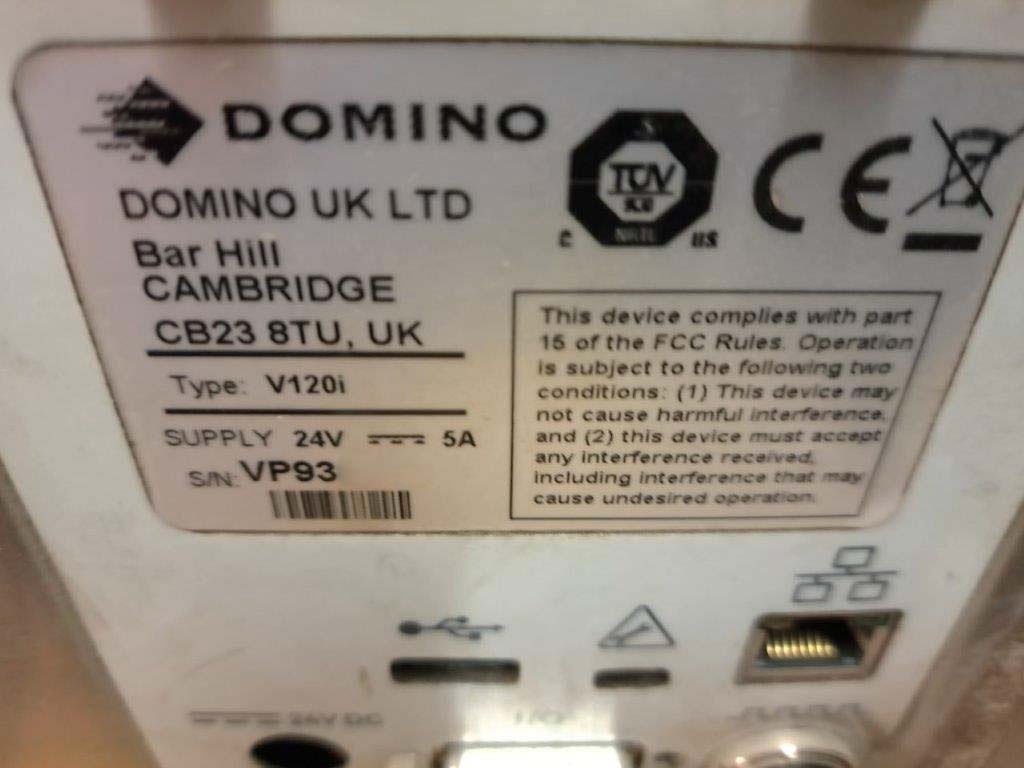 DOMINO
DOMINO UK LTD
Bar Hill
CAMBRIDGE
CB23 8TU, UK
Type: V120i
SUPPLY 24V 5A
S/N: VP93
S
TÜV
NRTL
C US
CE
This device complies with part
15 of the FCC Rules. Operation
is subject to the following two
conditions: (1) This device may
not cause harmful interference,
and (2) this device must accept
any interference received,
including interference that may
cause undesired operation.
24V DC
I/O